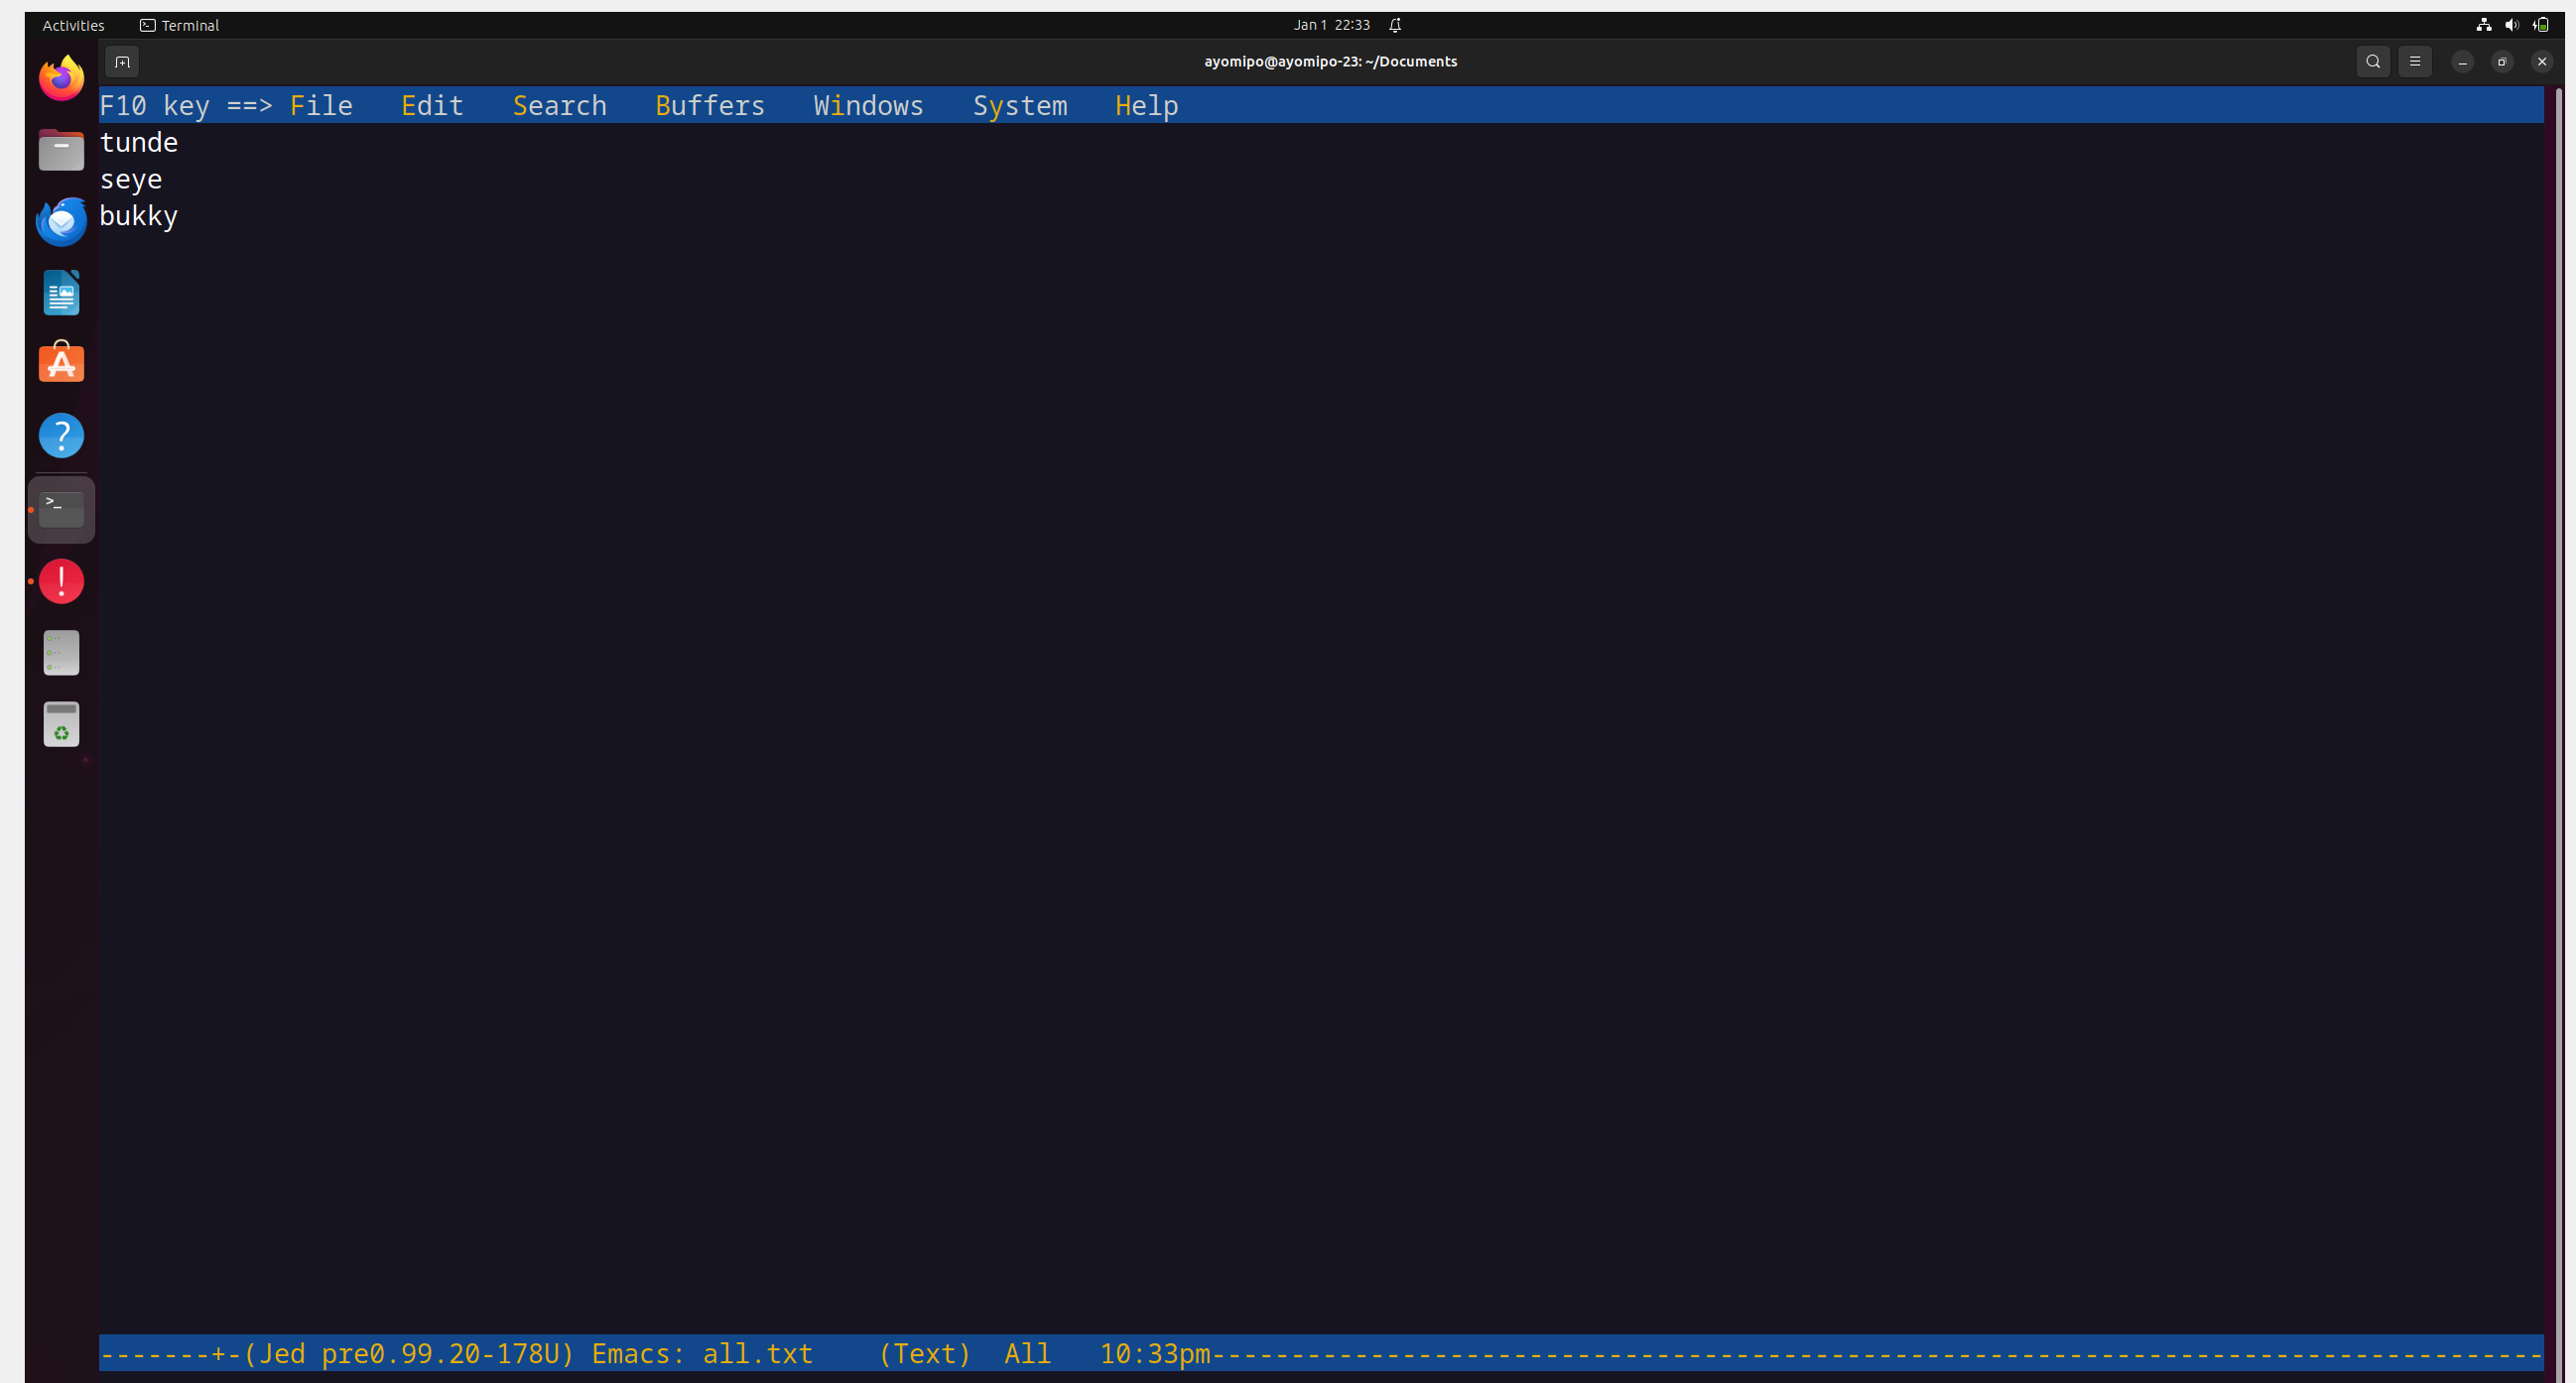 Activities Terminal Jan 1 22:33
ayomipo@ayomipo-23: ~/Documents
F10 key ==> File Edit Search Buffers Windows System Help
tunde
seye
bukky
-------+-(Jed pre0.99.20-178U) Emacs: all.txt (Text) All 10:33pm------------------------------------------------------------------------------------